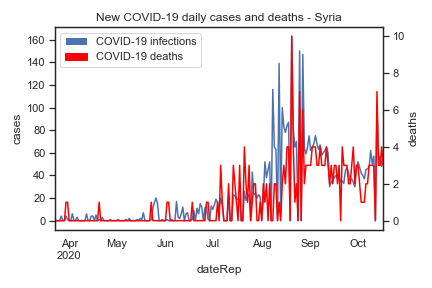 New COVID-19 daily cases and deaths - Syria
COVID-19 infections
COVID-19 deaths
160
140
120
100
80
60
40
20
0
cases
10
8
6
4
2
0
deaths
Apr May Jun Jul Aug Sep Oct
2020
dateRep